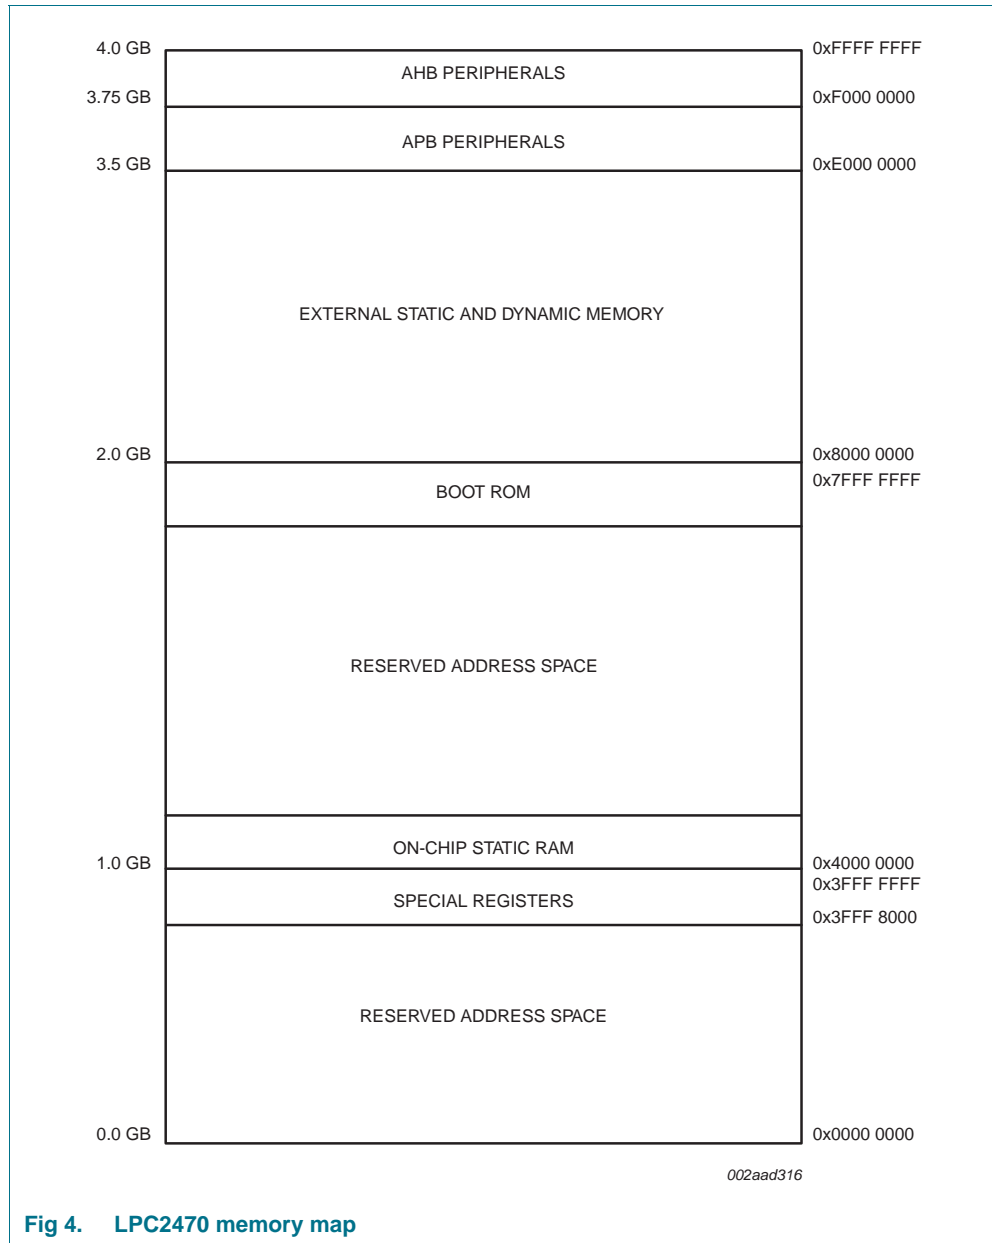 4.0 GB 0xFFFF FFFF
AHB PERIPHERALS
3.75 GB 0xF000 0000
APB PERIPHERALS
3.5 GB 0xE000 0000
EXTERNAL STATIC AND DYNAMIC MEMORY
2.0 GB 0x8000 0000
0x7FFF FFFF
BOOT ROM
RESERVED ADDRESS SPACE
ON-CHIP STATIC RAM
1.0 GB 0x4000 0000
0x3FFF FFFF
SPECIAL REGISTERS
0x3FFF 8000
RESERVED ADDRESS SPACE
0.0 GB 0x0000 0000
002aad316
Fig 4. LPC2470 memory map